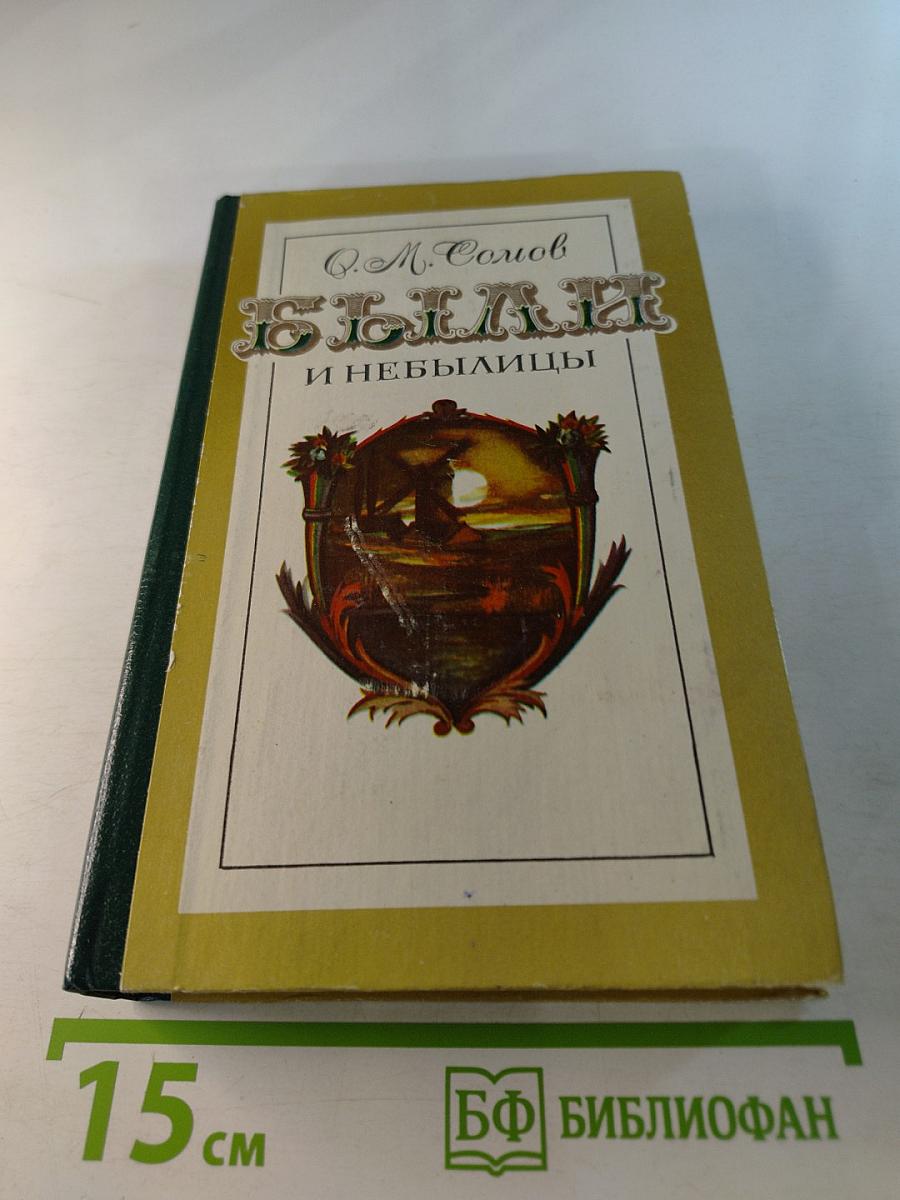 О. М. Сомов
БЫЛИ
И НЕБЫЛИЦЫ
15 см
БФ БИБЛИОФАН